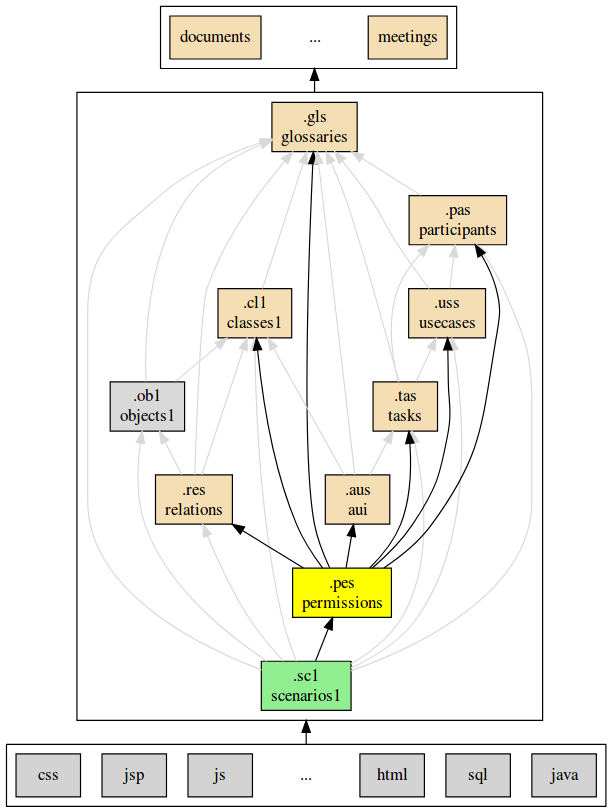 documents ... meetings
.gls
glossaries
.pas
participants
.cl1
classes1
.uss
usecases
.ob1
objects1
.tas
tasks
.res
relations
.aus
aui
.pes
permissions
.sc1
scenarios1
css jsp js ... html sql java